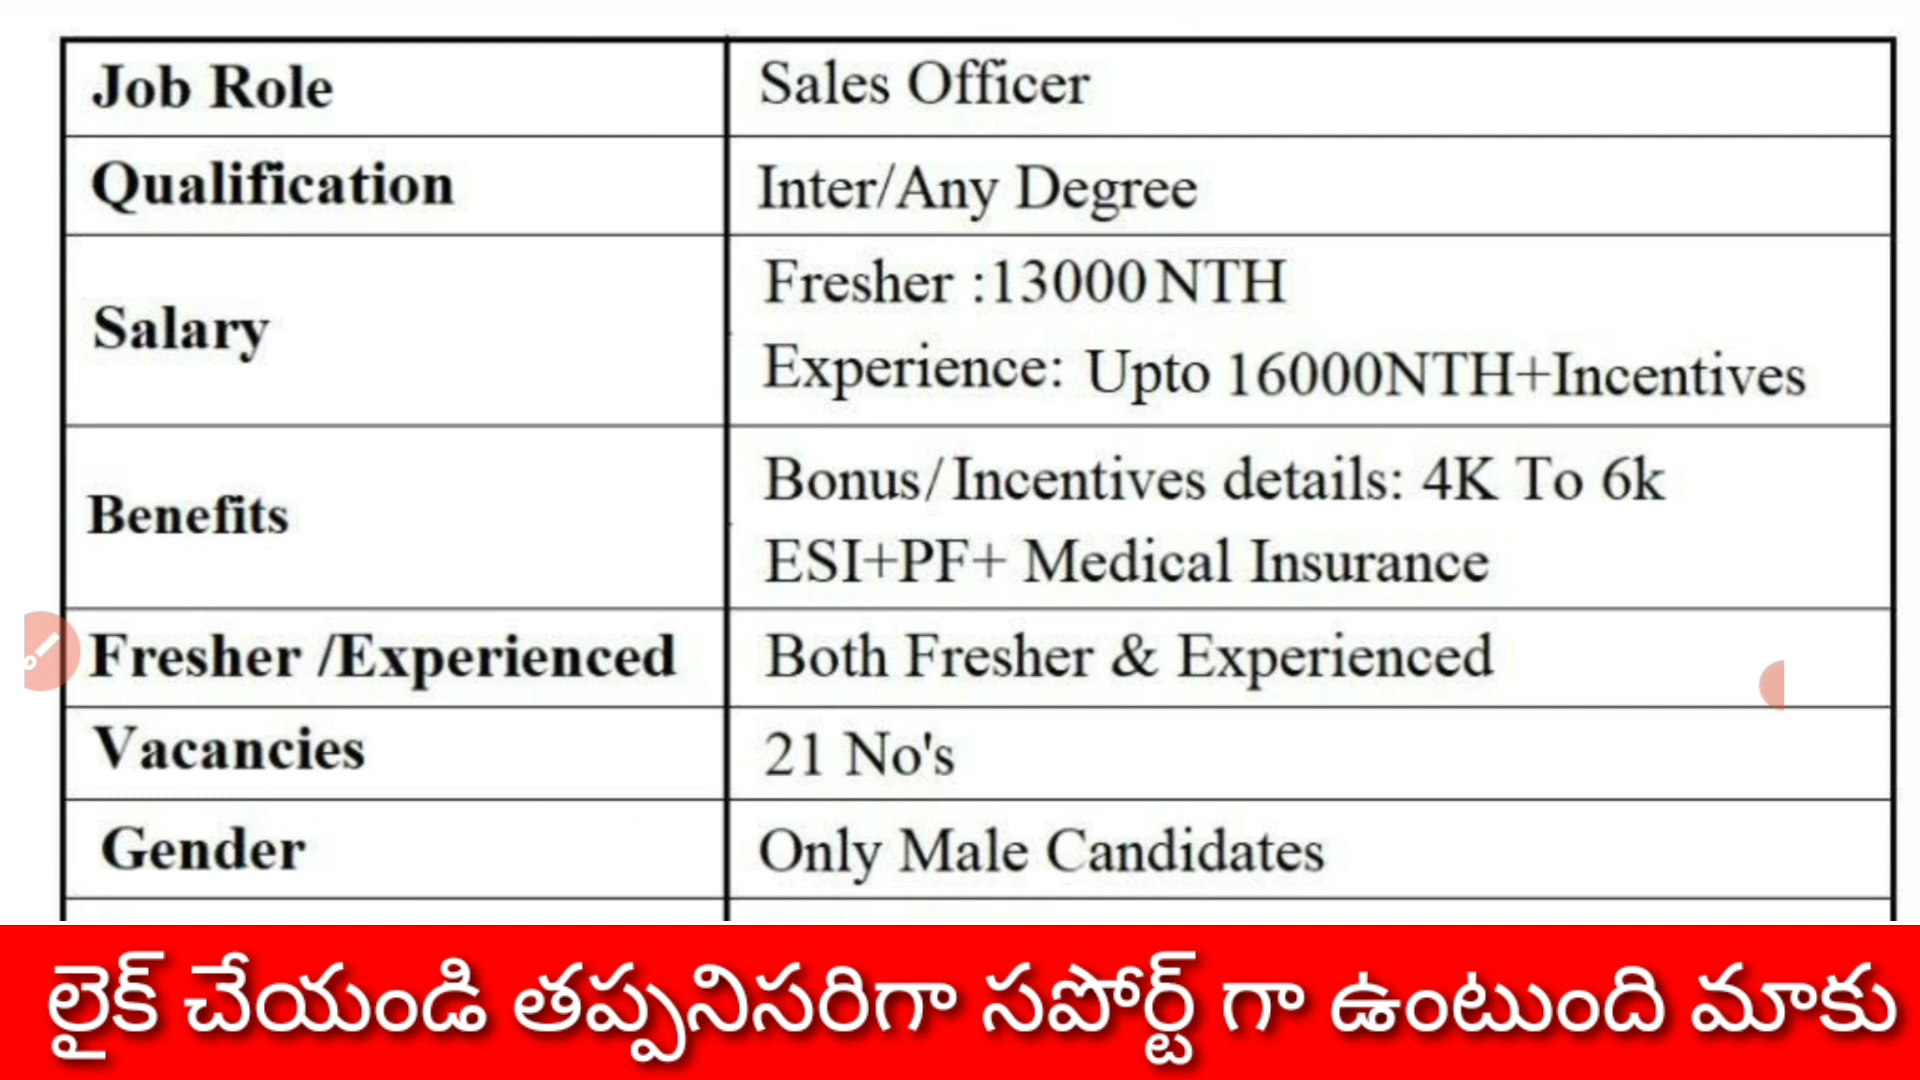 Job Role
Sales Officer
Qualification
Inter/Any Degree
Salary
Fresher :13000 NTH
Experience: Upto 16000NTH+Incentives
Benefits
Bonus/Incentives details: 4K To 6k
ESI+PF+ Medical Insurance
Fresher /Experienced
Both Fresher & Experienced
Vacancies
21 No's
Gender
Only Male Candidates
లైక్ చేయండి తప్పనిసరిగా సపోర్ట్ గా ఉంటుంది మాకు